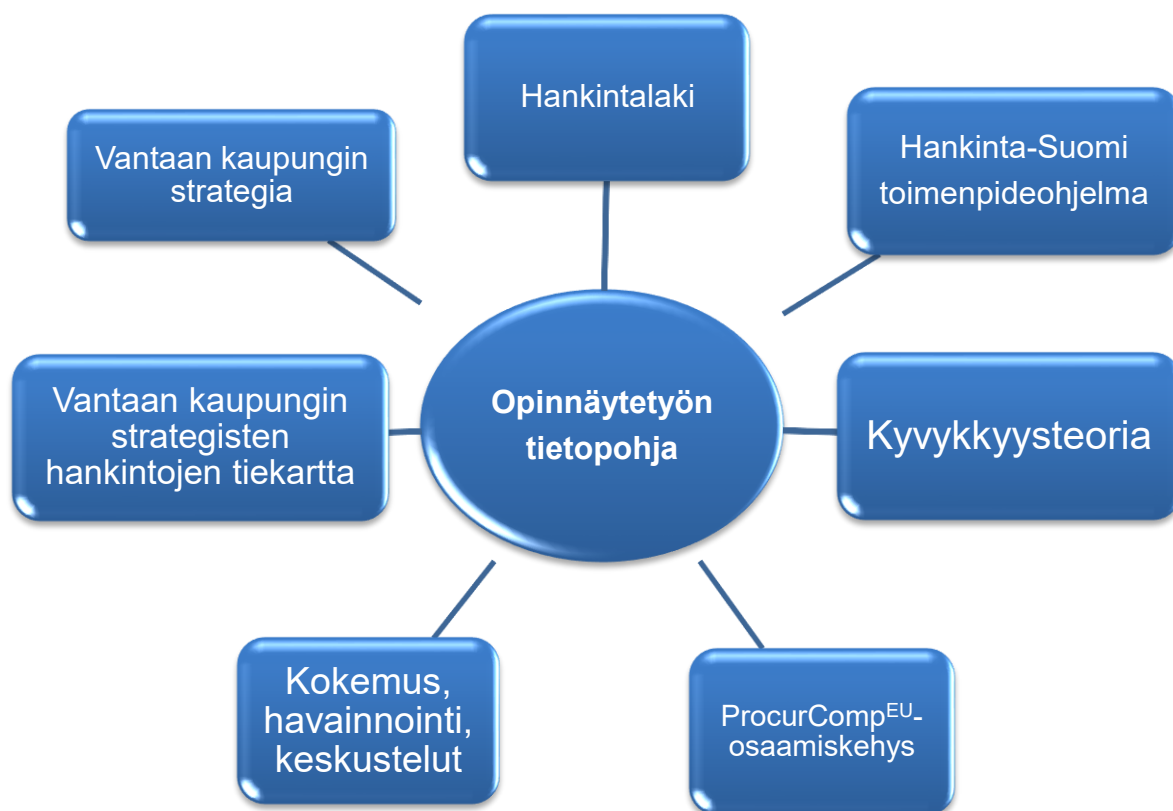 Hankintalaki
Vantaan kaupungin
strategia
Hankinta-Suomi
toimenpideohjelma
Vantaan kaupungin
strategisten
hankintojen tiekartta
Opinnäytetyön
tietopohja
Kyvykkyysteoria
Kokemus,
havainnointi,
keskustelut
ProcurCompᴱᵁ-
osaamiskehys